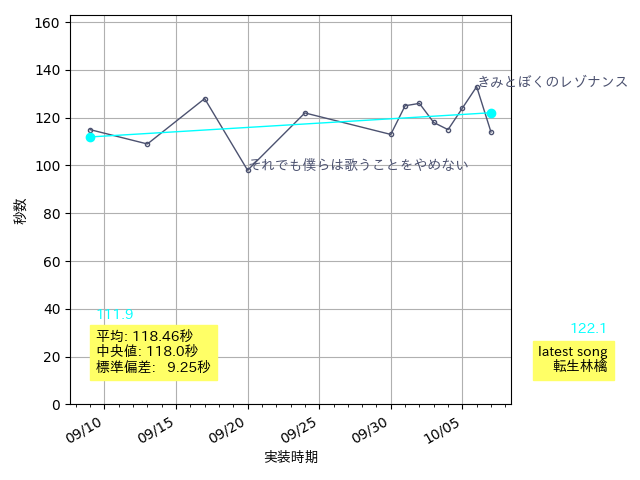 160
140
120
100
80
60
40
20
0
秒数
きみとぼくのレゾナンス
それでも僕らは歌うことをやめない
111.9
平均: 118.46秒
中央値: 118.0秒
標準偏差: 9.25秒
122.1
latest song
転生林檎
09/10
09/15
09/20
09/25
09/30
10/05
実装時期